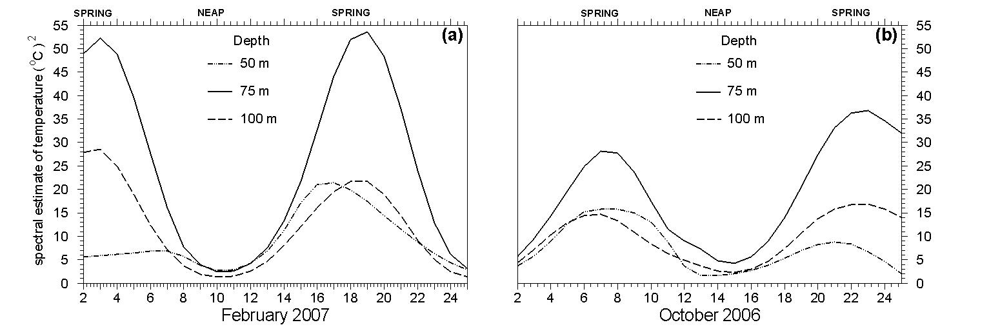 SPRING NEAP SPRING
(a)
spectral estimate of temperature (°C)²
55
50
45
40
35
30
25
20
15
10
5
0
Depth
50 m
75 m
100 m
2 4 6 8 10 12 14 16 18 20 22 24
February 2007
SPRING NEAP SPRING
(b)
Depth
50 m
75 m
100 m
55
50
45
40
35
30
25
20
15
10
5
0
2 4 6 8 10 12 14 16 18 20 22 24
October 2006